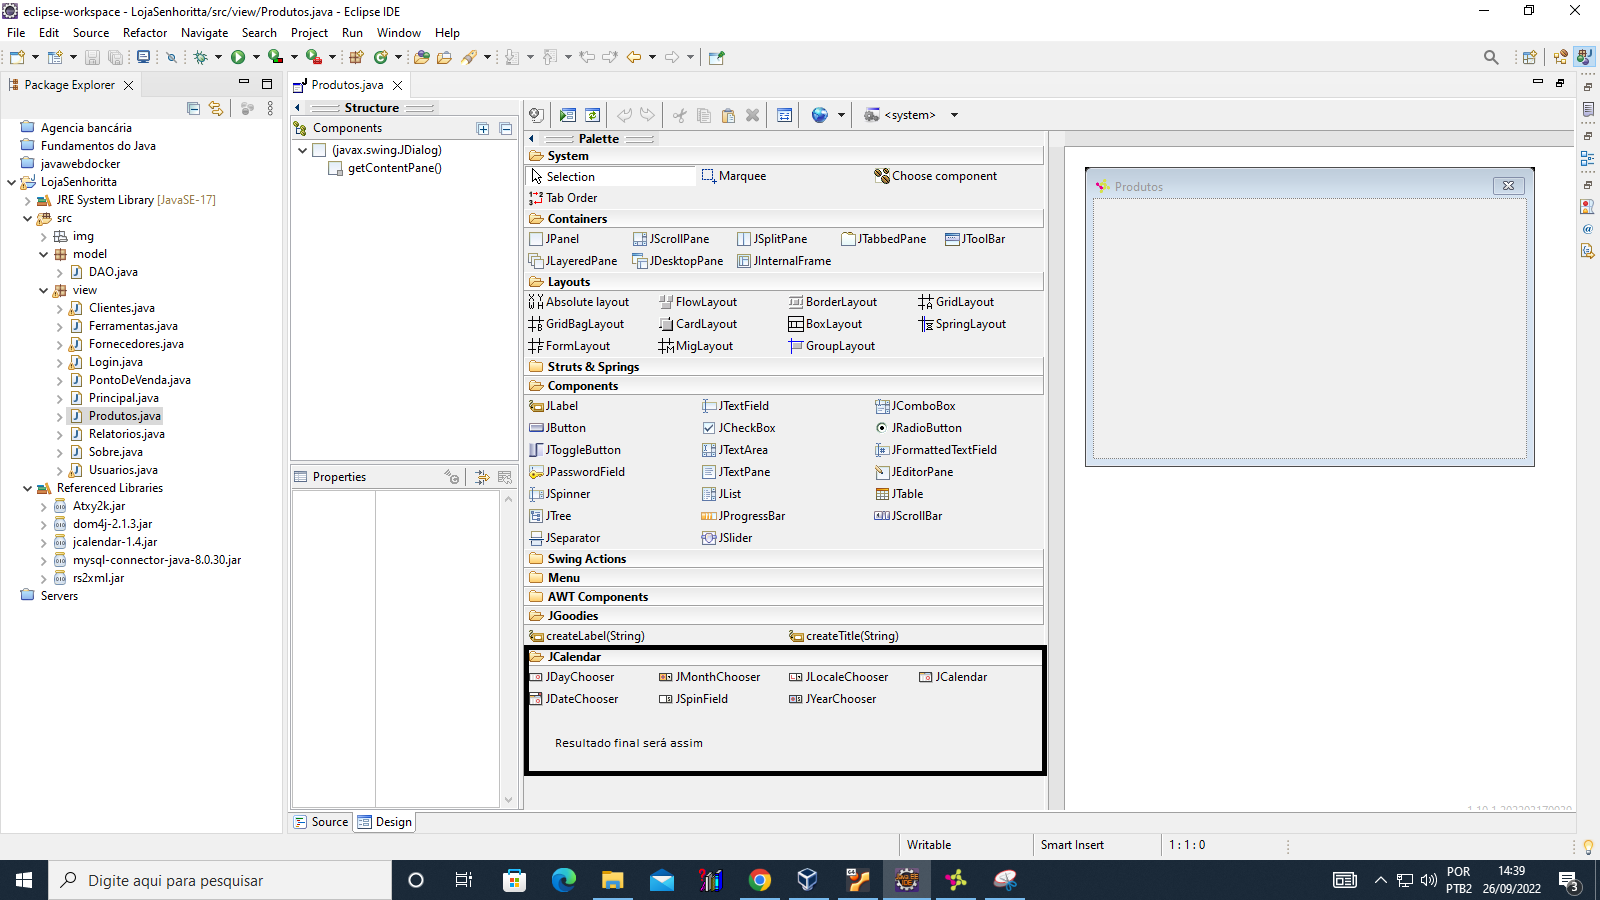 eclipse-workspace - LojaSenhoritta/src/view/Produtos.java - Eclipse IDE
File Edit Source Refactor Navigate Search Project Run Window Help
Package Explorer
Agencia bancária
Fundamentos do Java
javawebdocker
LojaSenhoritta
JRE System Library [JavaSE-17]
src
img
model
DAO.java
view
Clientes.java
Ferramentas.java
Fornecedores.java
Login.java
PontoDeVenda.java
Principal.java
Produtos.java
Relatorios.java
Sobre.java
Usuarios.java
Referenced Libraries
Atxy2k.jar
dom4j-2.1.3.jar
jcalendar-1.4.jar
mysql-connector-java-8.0.30.jar
rs2xml.jar
Servers
Produtos.java
Structure
Components
(javax.swing.JDialog)
getContentPane()
Properties
<system>
Palette
System
Selection Marquee Choose component
Tab Order
Containers
JPanel JScrollPane JSplitPane JTabbedPane JToolBar
JLayeredPane JDesktopPane JInternalFrame
Layouts
Absolute layout FlowLayout BorderLayout GridLayout
GridBagLayout CardLayout BoxLayout SpringLayout
FormLayout MigLayout GroupLayout
Struts & Springs
Components
JLabel JTextField JComboBox
JButton JCheckBox JRadioButton
JToggleButton JTextArea JFormattedTextField
JPasswordField JTextPane JEditorPane
JSpinner JList JTable
JTree JProgressBar JScrollBar
JSeparator JSlider
Swing Actions
Menu
AWT Components
JGoodies
createLabel(String) createTitle(String)
JCalendar
JDayChooser JMonthChooser JLocaleChooser JCalendar
JDateChooser JSpinField JYearChooser
Resultado final será assim
Produtos
Source Design
Writable Smart Insert 1 : 1 : 0
Digite aqui para pesquisar
POR 14:39
PTB2 26/09/2022
3